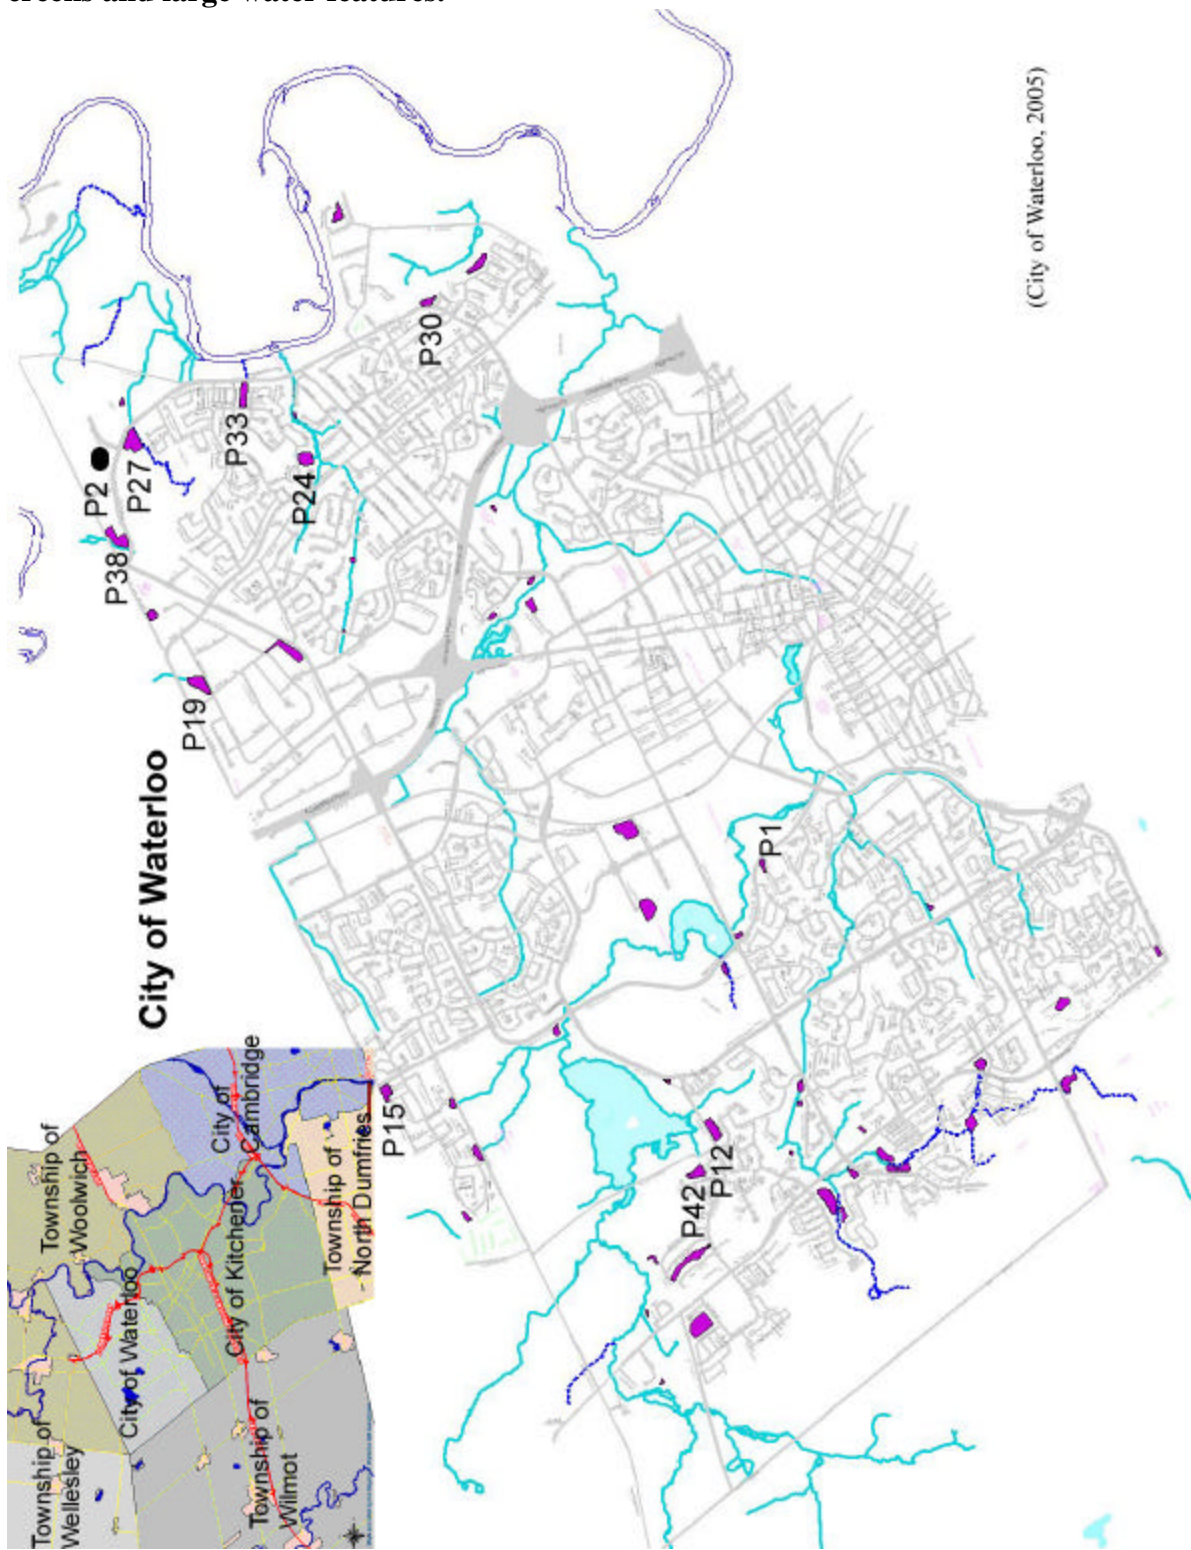 creeks and large water features.
(City of Waterloo, 2005)
City of Waterloo
P2
P27
P38
P33
P24
P30
P19
P1
P15
P12
P42
Township of
Woolwich
City of
Cambridge
City of Waterloo
City of Kitchener
Township of
North Dumfries
Township of
Wellesley
Township of
Wilmot